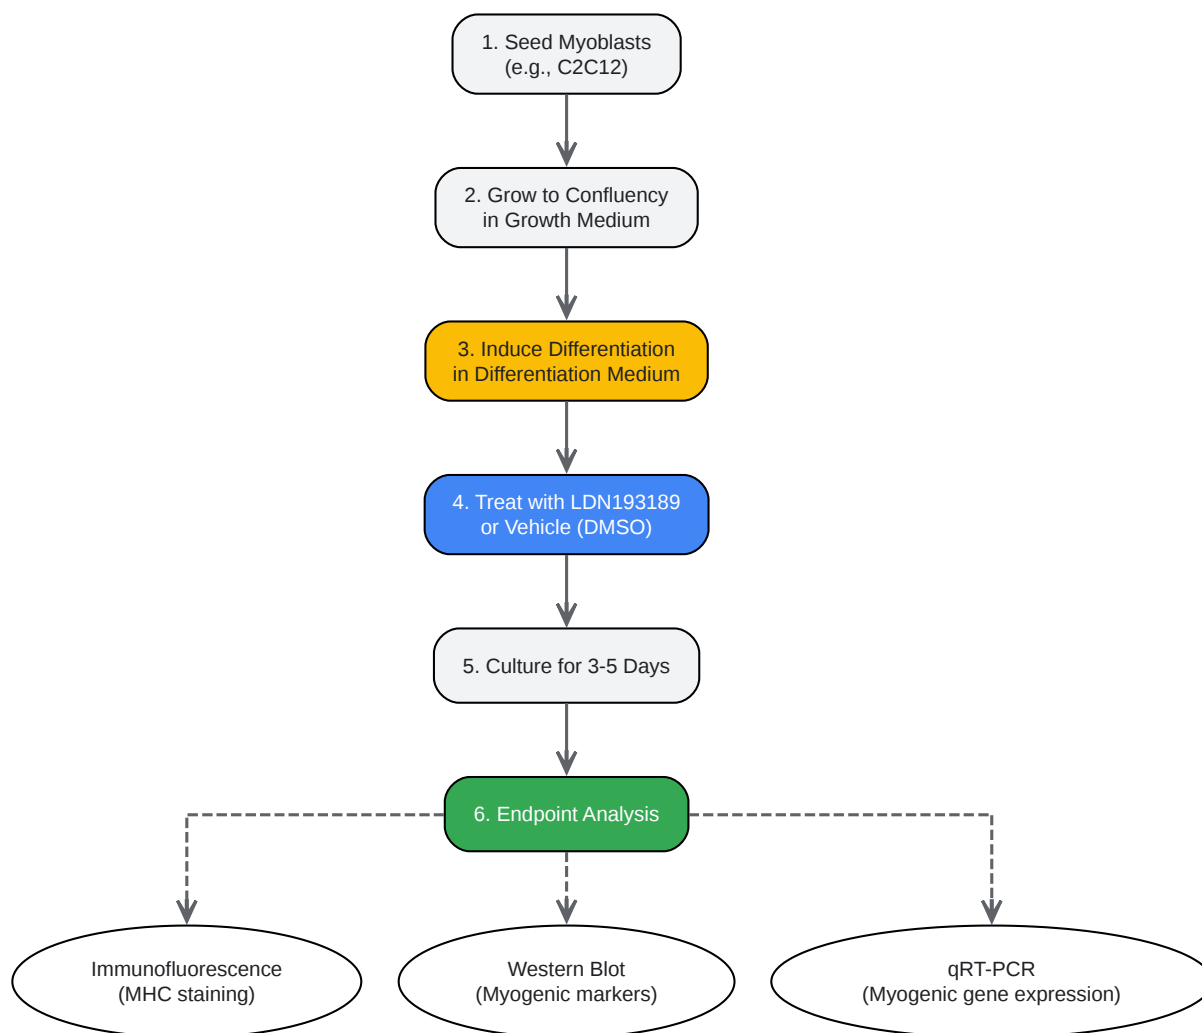 1. Seed Myoblasts
(e.g., C2C12)
2. Grow to Confluency
in Growth Medium
3. Induce Differentiation
in Differentiation Medium
4. Treat with LDN193189
or Vehicle (DMSO)
5. Culture for 3-5 Days
6. Endpoint Analysis
Immunofluorescence
(MHC staining)
Western Blot
(Myogenic markers)
qRT-PCR
(Myogenic gene expression)